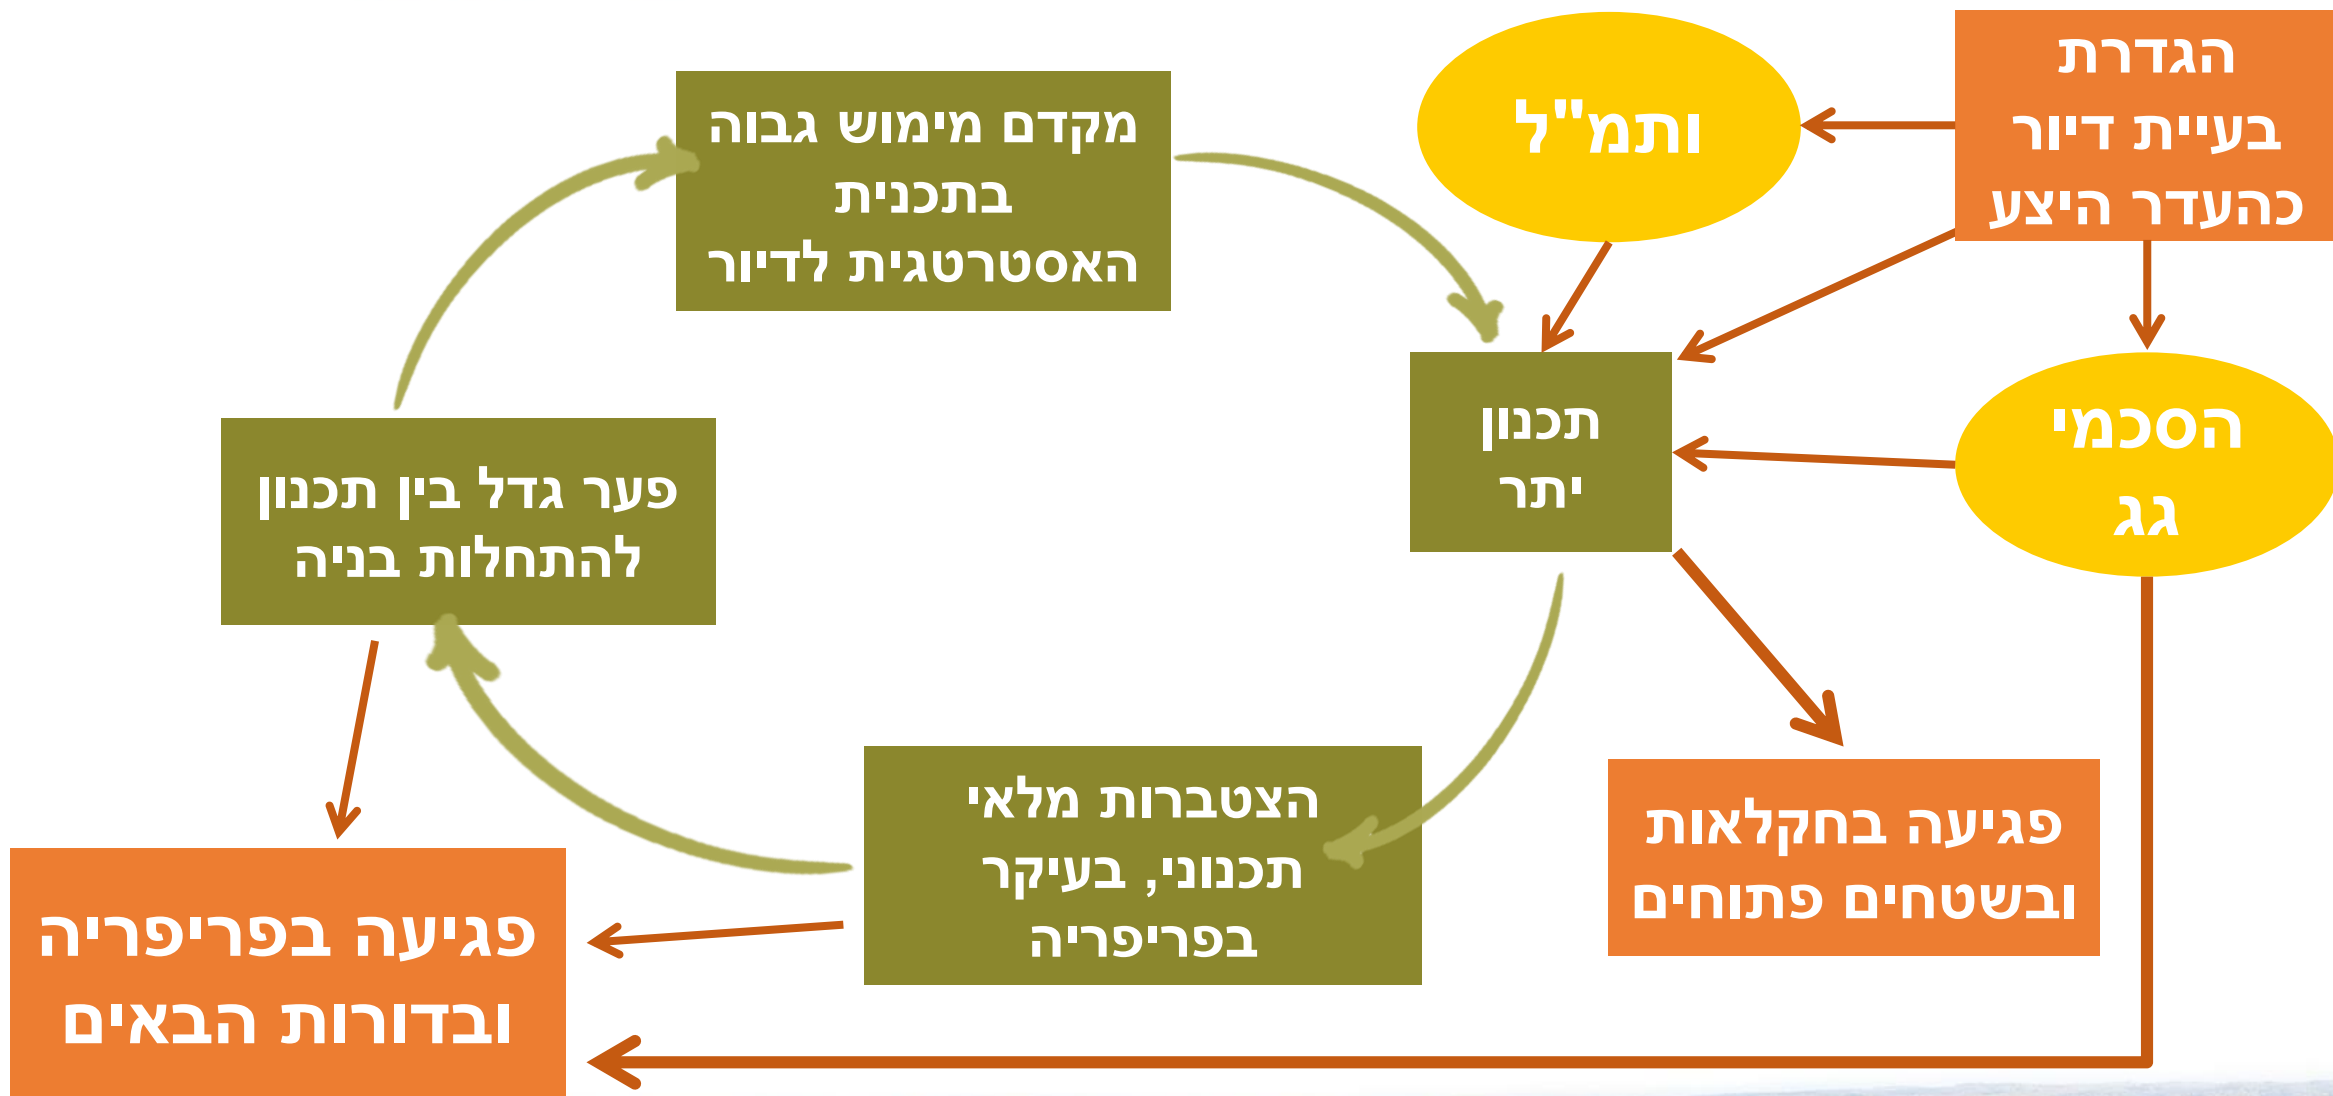 הגדרת
בעיית דיור
כהעדר היצע
ותמ"ל
מקדם מימוש גבוה
בתכנית
האסטרטגית לדיור
תכנון
יתר
הסכמי
גג
פער גדל בין תכנון
להתחלות בניה
הצטברות מלאי
תכנוני, בעיקר
בפריפריה
פגיעה בחקלאות
ובשטחים פתוחים
פגיעה בפריפריה
ובדורות הבאים